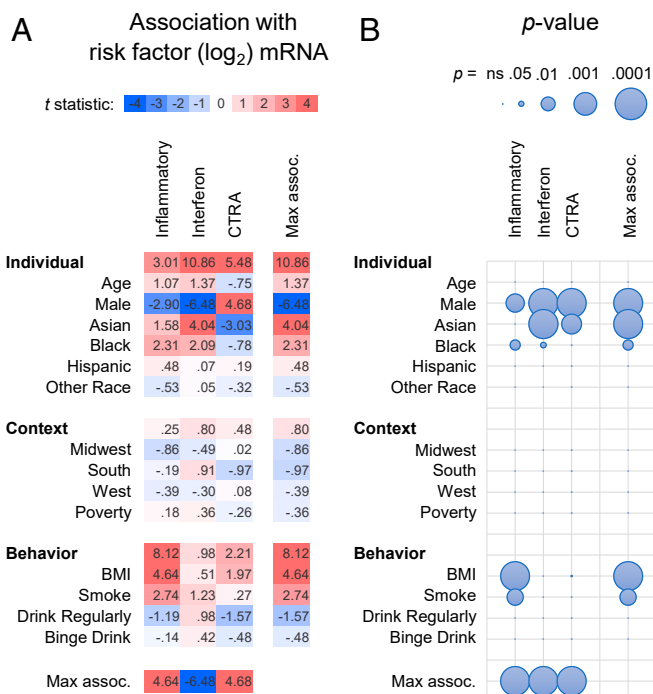 A
Association with
risk factor (log2) mRNA
t statistic: -4 -3 -2 -1 0 1 2 3 4
Inflammatory Interferon CTRA Max assoc.
Individual 3.01 10.86 5.48 10.86
Age 1.07 1.37 -.75 1.37
Male -2.90 -6.48 4.68 -6.48
Asian 1.58 4.04 -3.03 4.04
Black 2.31 2.09 -.78 2.31
Hispanic .48 .07 .19 .48
Other Race -.53 .05 -.32 -.53
Context .25 .80 .48 .80
Midwest -.86 -.49 .02 -.86
South -.19 .91 -.97 -.97
West -.39 -.30 .08 -.39
Poverty .18 .36 -.26 -.36
Behavior 8.12 .98 2.21 8.12
BMI 4.64 .51 1.97 4.64
Smoke 2.74 1.23 .27 2.74
Drink Regularly -1.19 .98 -1.57 -1.57
Binge Drink -.14 .42 -.48 -.48
Max assoc. 4.64 -6.48 4.68
B
p-value
p = ns .05 .01 .001 .0001
Inflammatory Interferon CTRA Max assoc.
Individual
Age
Male
Asian
Black
Hispanic
Other Race
Context
Midwest
South
West
Poverty
Behavior
BMI
Smoke
Drink Regularly
Binge Drink
Max assoc.